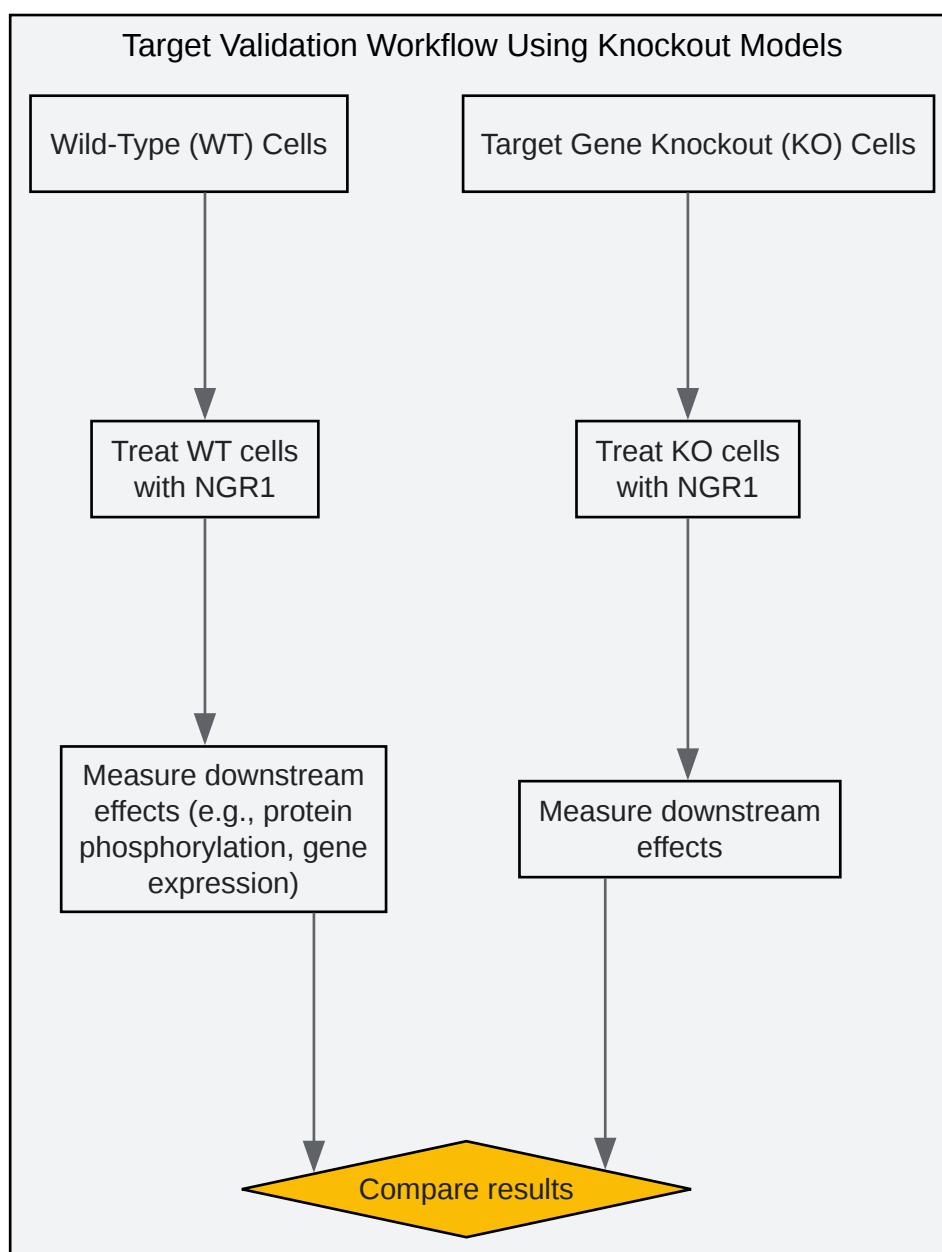 Target Validation Workflow Using Knockout Models
Wild-Type (WT) Cells
Target Gene Knockout (KO) Cells
Treat WT cells
with NGR1
Treat KO cells
with NGR1
Measure downstream
effects (e.g., protein
phosphorylation, gene
expression)
Measure downstream
effects
Compare results